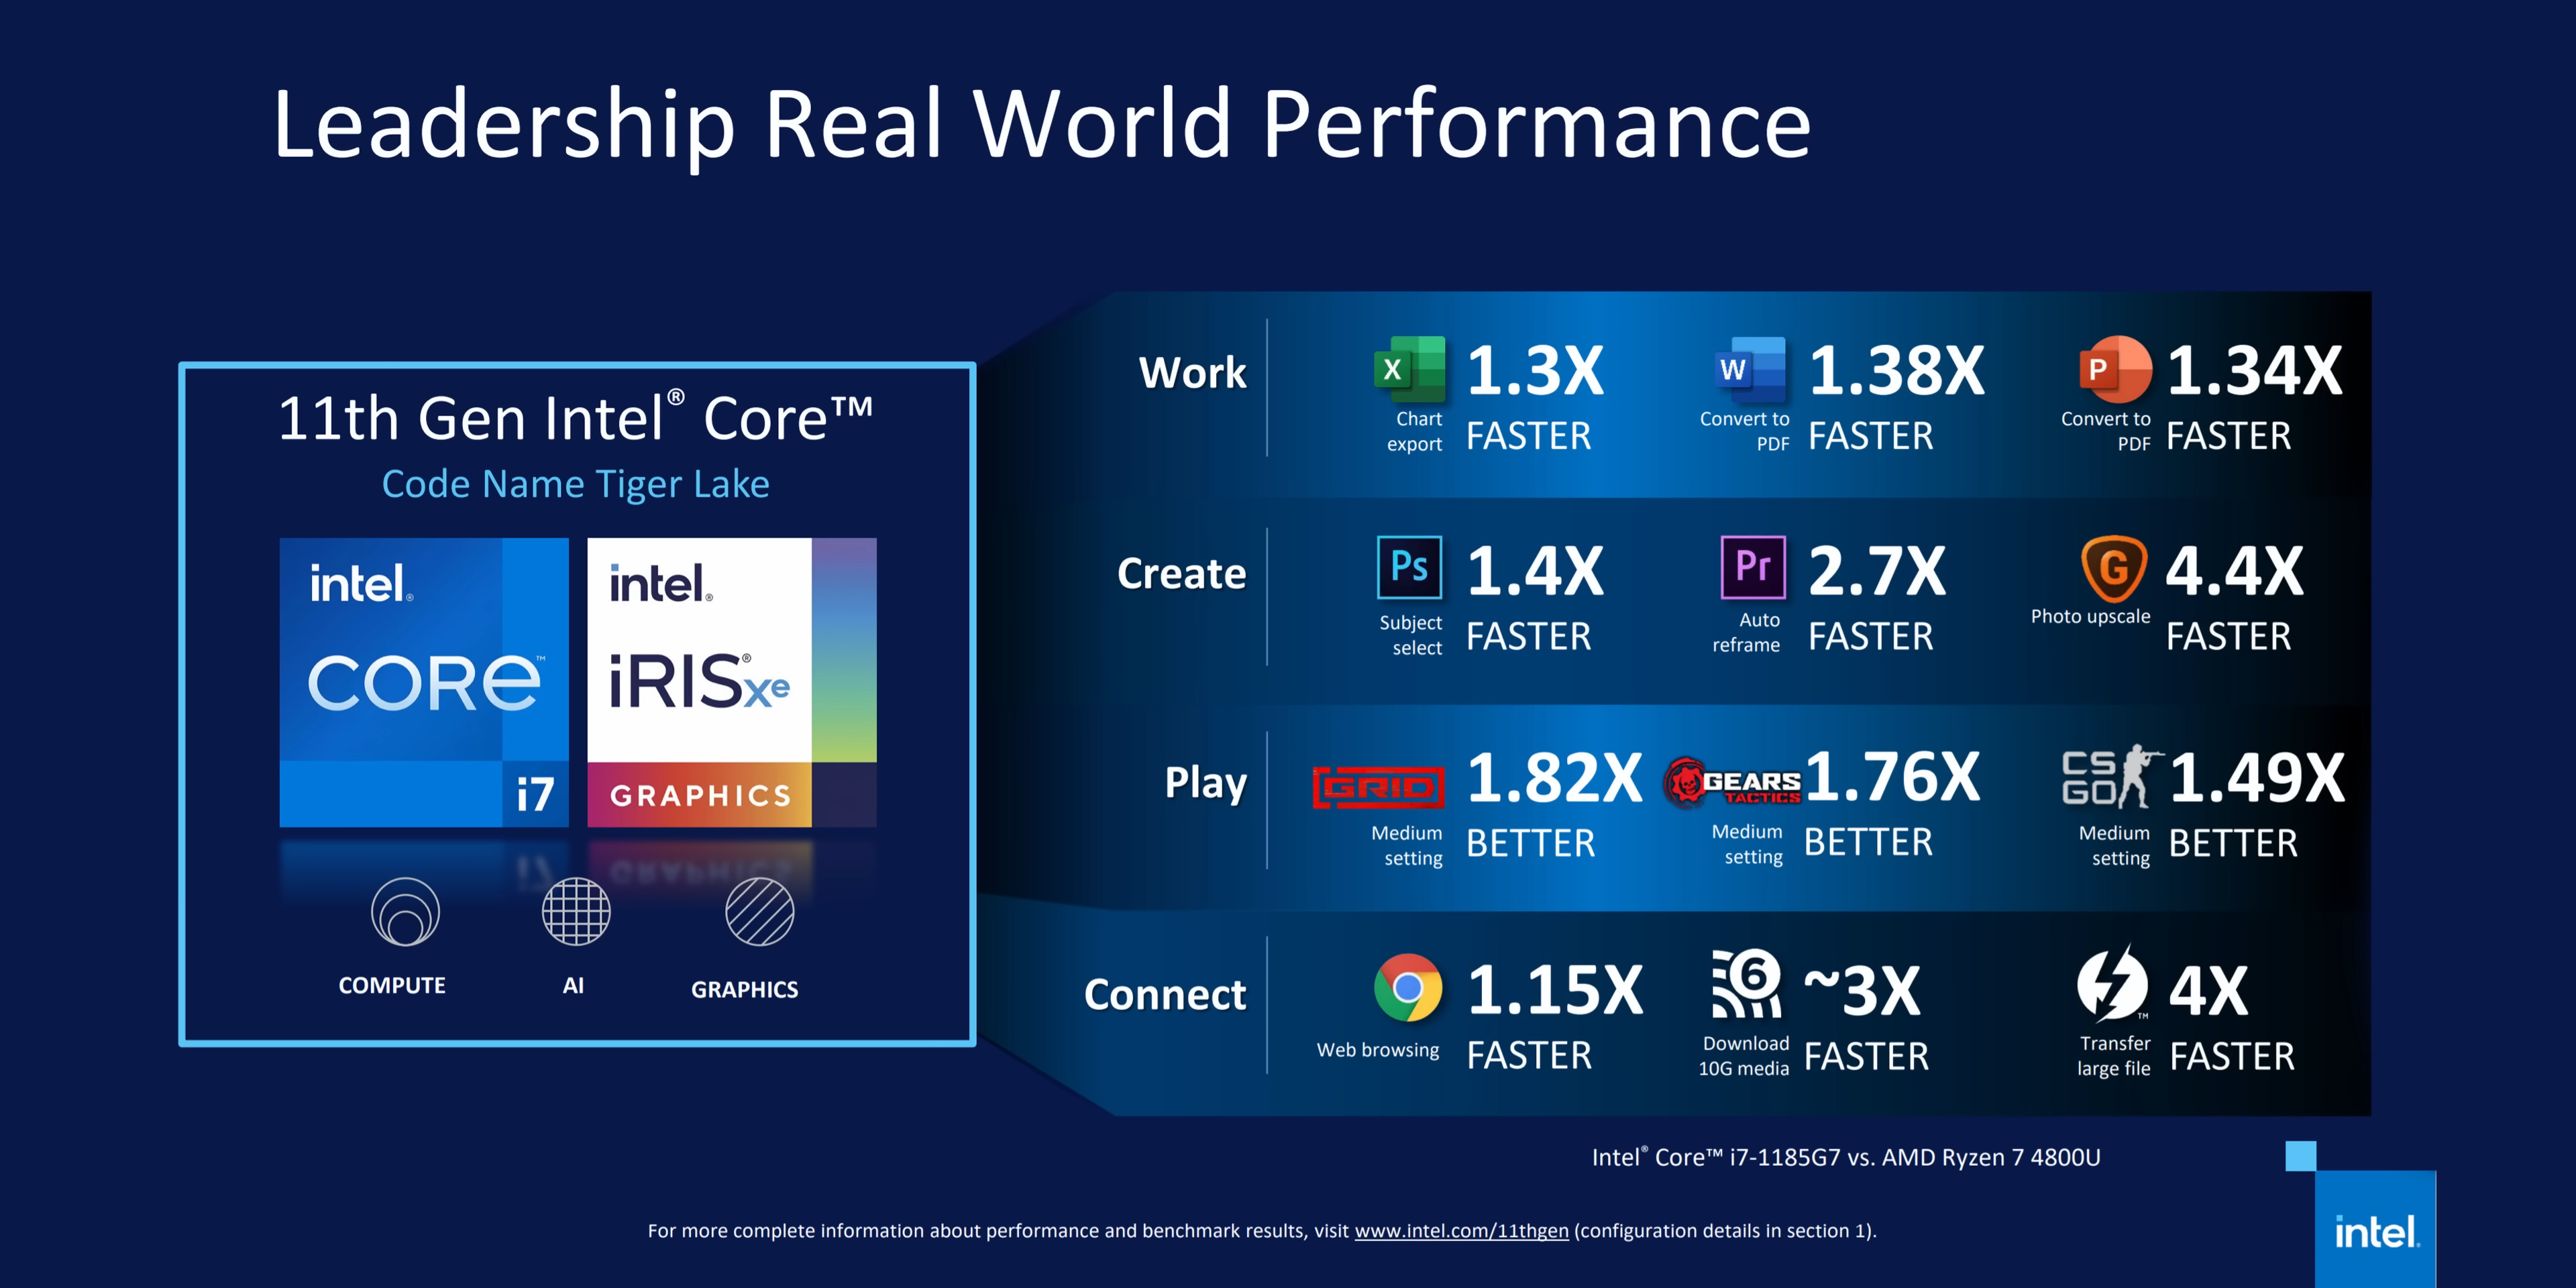 Leadership Real World Performance
11th Gen Intel® Core™
Code Name Tiger Lake
intel.®
CORe™
i7
intel.®
iRIS®xe
GRAPHICS
COMPUTE
AI
GRAPHICS
Work
X
1.3X
Chart
export
FASTER
W
1.38X
Convert to
PDF
FASTER
P
1.34X
Convert to
PDF
FASTER
Create
Ps
1.4X
Subject
select
FASTER
Pr
2.7X
Auto
reframe
FASTER
G
4.4X
Photo upscale
FASTER
Play
GRID
1.82X
Medium
setting
BETTER
GEARS
TACTICS
1.76X
Medium
setting
BETTER
CS
GO
1.49X
Medium
setting
BETTER
Connect
1.15X
Web browsing
FASTER
6
~3X
Download
10G media
FASTER
™
4X
Transfer
large file
FASTER
Intel® Core™ i7-1185G7 vs. AMD Ryzen 7 4800U
For more complete information about performance and benchmark results, visit www.intel.com/11thgen (configuration details in section 1).
intel.